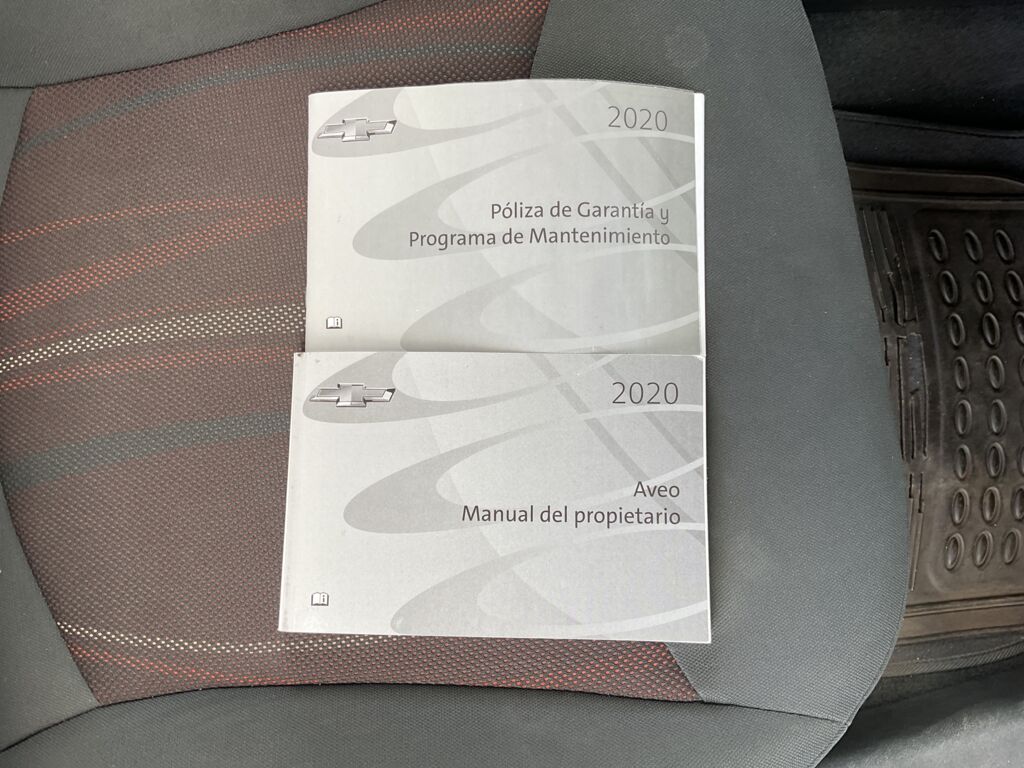 2020
Póliza de Garantía y
Programa de Mantenimiento
2020
Aveo
Manual del propietario